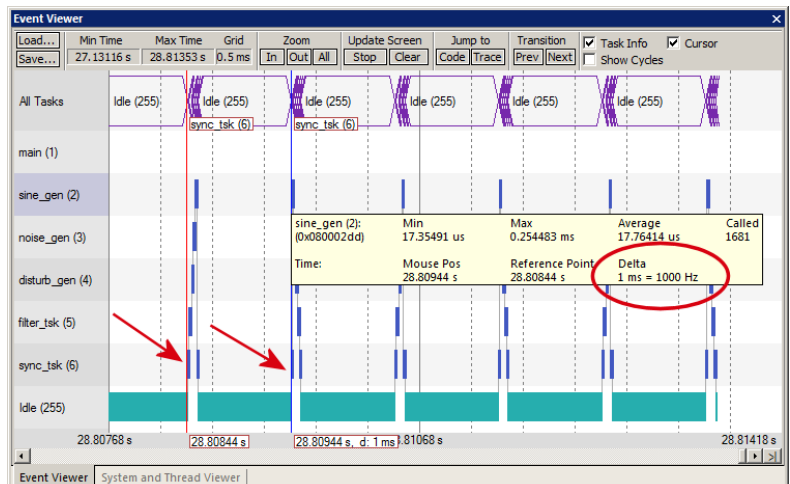 Event Viewer
Load... Min Time Max Time Grid Zoom Update Screen Jump to Transition Task Info Cursor
Save... 27.13116 s 28.81353 s 0.5 ms In Out All Stop Clear Code Trace Prev Next Show Cycles
All Tasks Idle (255) Idle (255) Idle (255) Idle (255) Idle (255) Idle (255)
sync_tsk (6) sync_tsk (6)
main (1)
sine_gen (2)
sine_gen (2): Min Max Average Called
noise_gen (3) (0x080002dd) 17.35491 us 0.254483 ms 17.76414 us 1681
Time: Mouse Pos Reference Point Delta
disturb_gen (4) 28.80944 s 28.80844 s 1 ms = 1000 Hz
filter_tsk (5)
sync_tsk (6)
Idle (255)
28.80768 s 28.80844 s 28.80944 s, d: 1 ms 8.81068 s 28.81418 s
Event Viewer System and Thread Viewer